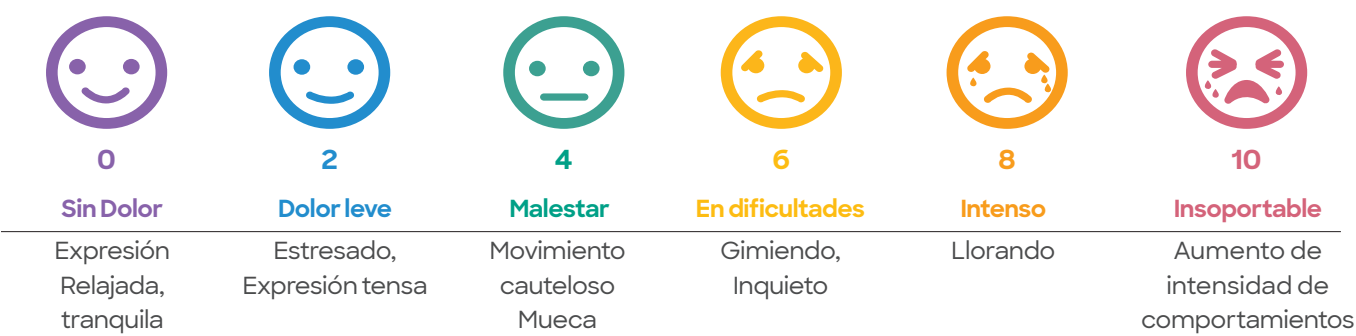 0 2 4 6 8 10
Sin Dolor Dolor leve Malestar En dificultades Intenso Insoportable
Expresión Estresado, Movimiento Gimiendo, Llorando Aumento de
Relajada, Expresión tensa cauteloso Inquieto intensidad de
tranquila Mueca comportamientos